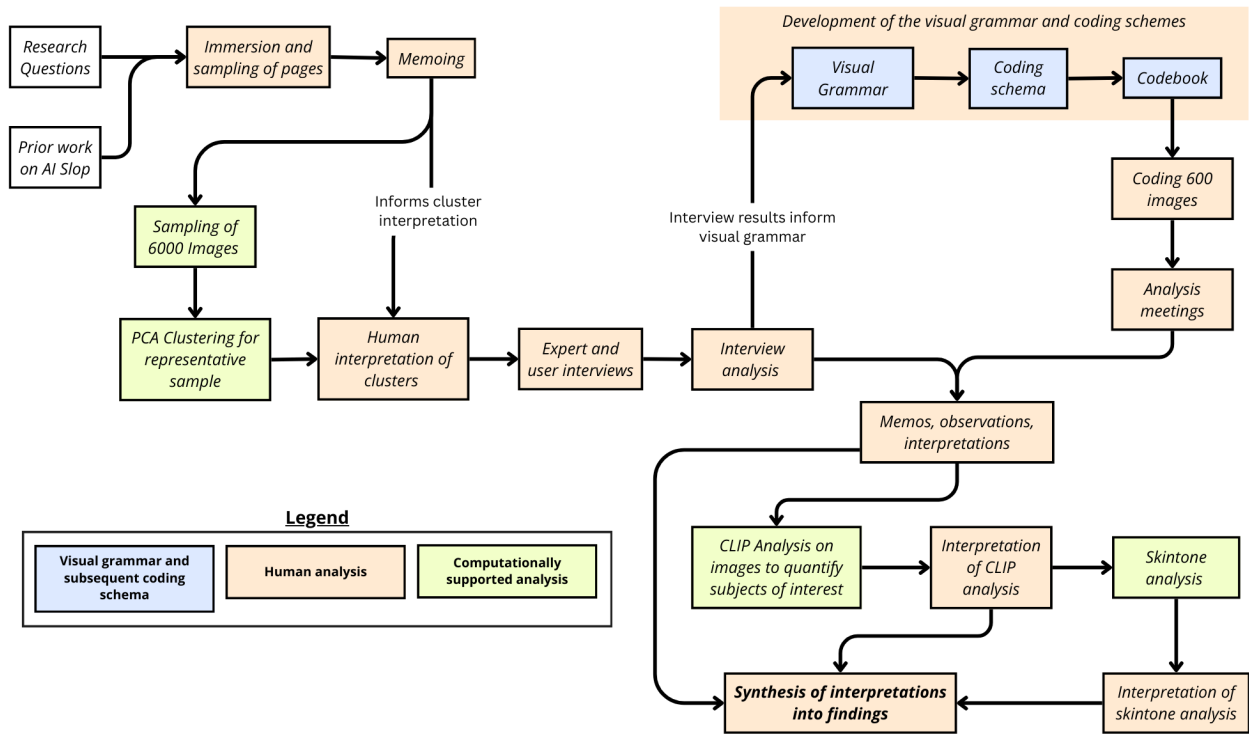 Research
Questions
Immersion and
sampling of pages
Memoing
Prior work
on AI Slop
Sampling of
6000 Images
Informs cluster
interpretation
PCA Clustering for
representative
sample
Human
interpretation of
clusters
Expert and
user interviews
Interview
analysis
Interview results inform
visual grammar
Development of the visual grammar and coding schemes
Visual
Grammar
Coding
schema
Codebook
Coding 600
images
Analysis
meetings
Memos, observations,
interpretations
CLIP Analysis on
images to quantify
subjects of interest
Interpretation
of CLIP
analysis
Skintone
analysis
Synthesis of interpretations
into findings
Interpretation of
skintone analysis
Legend
Visual grammar and
subsequent coding
schema
Human analysis
Computationally
supported analysis